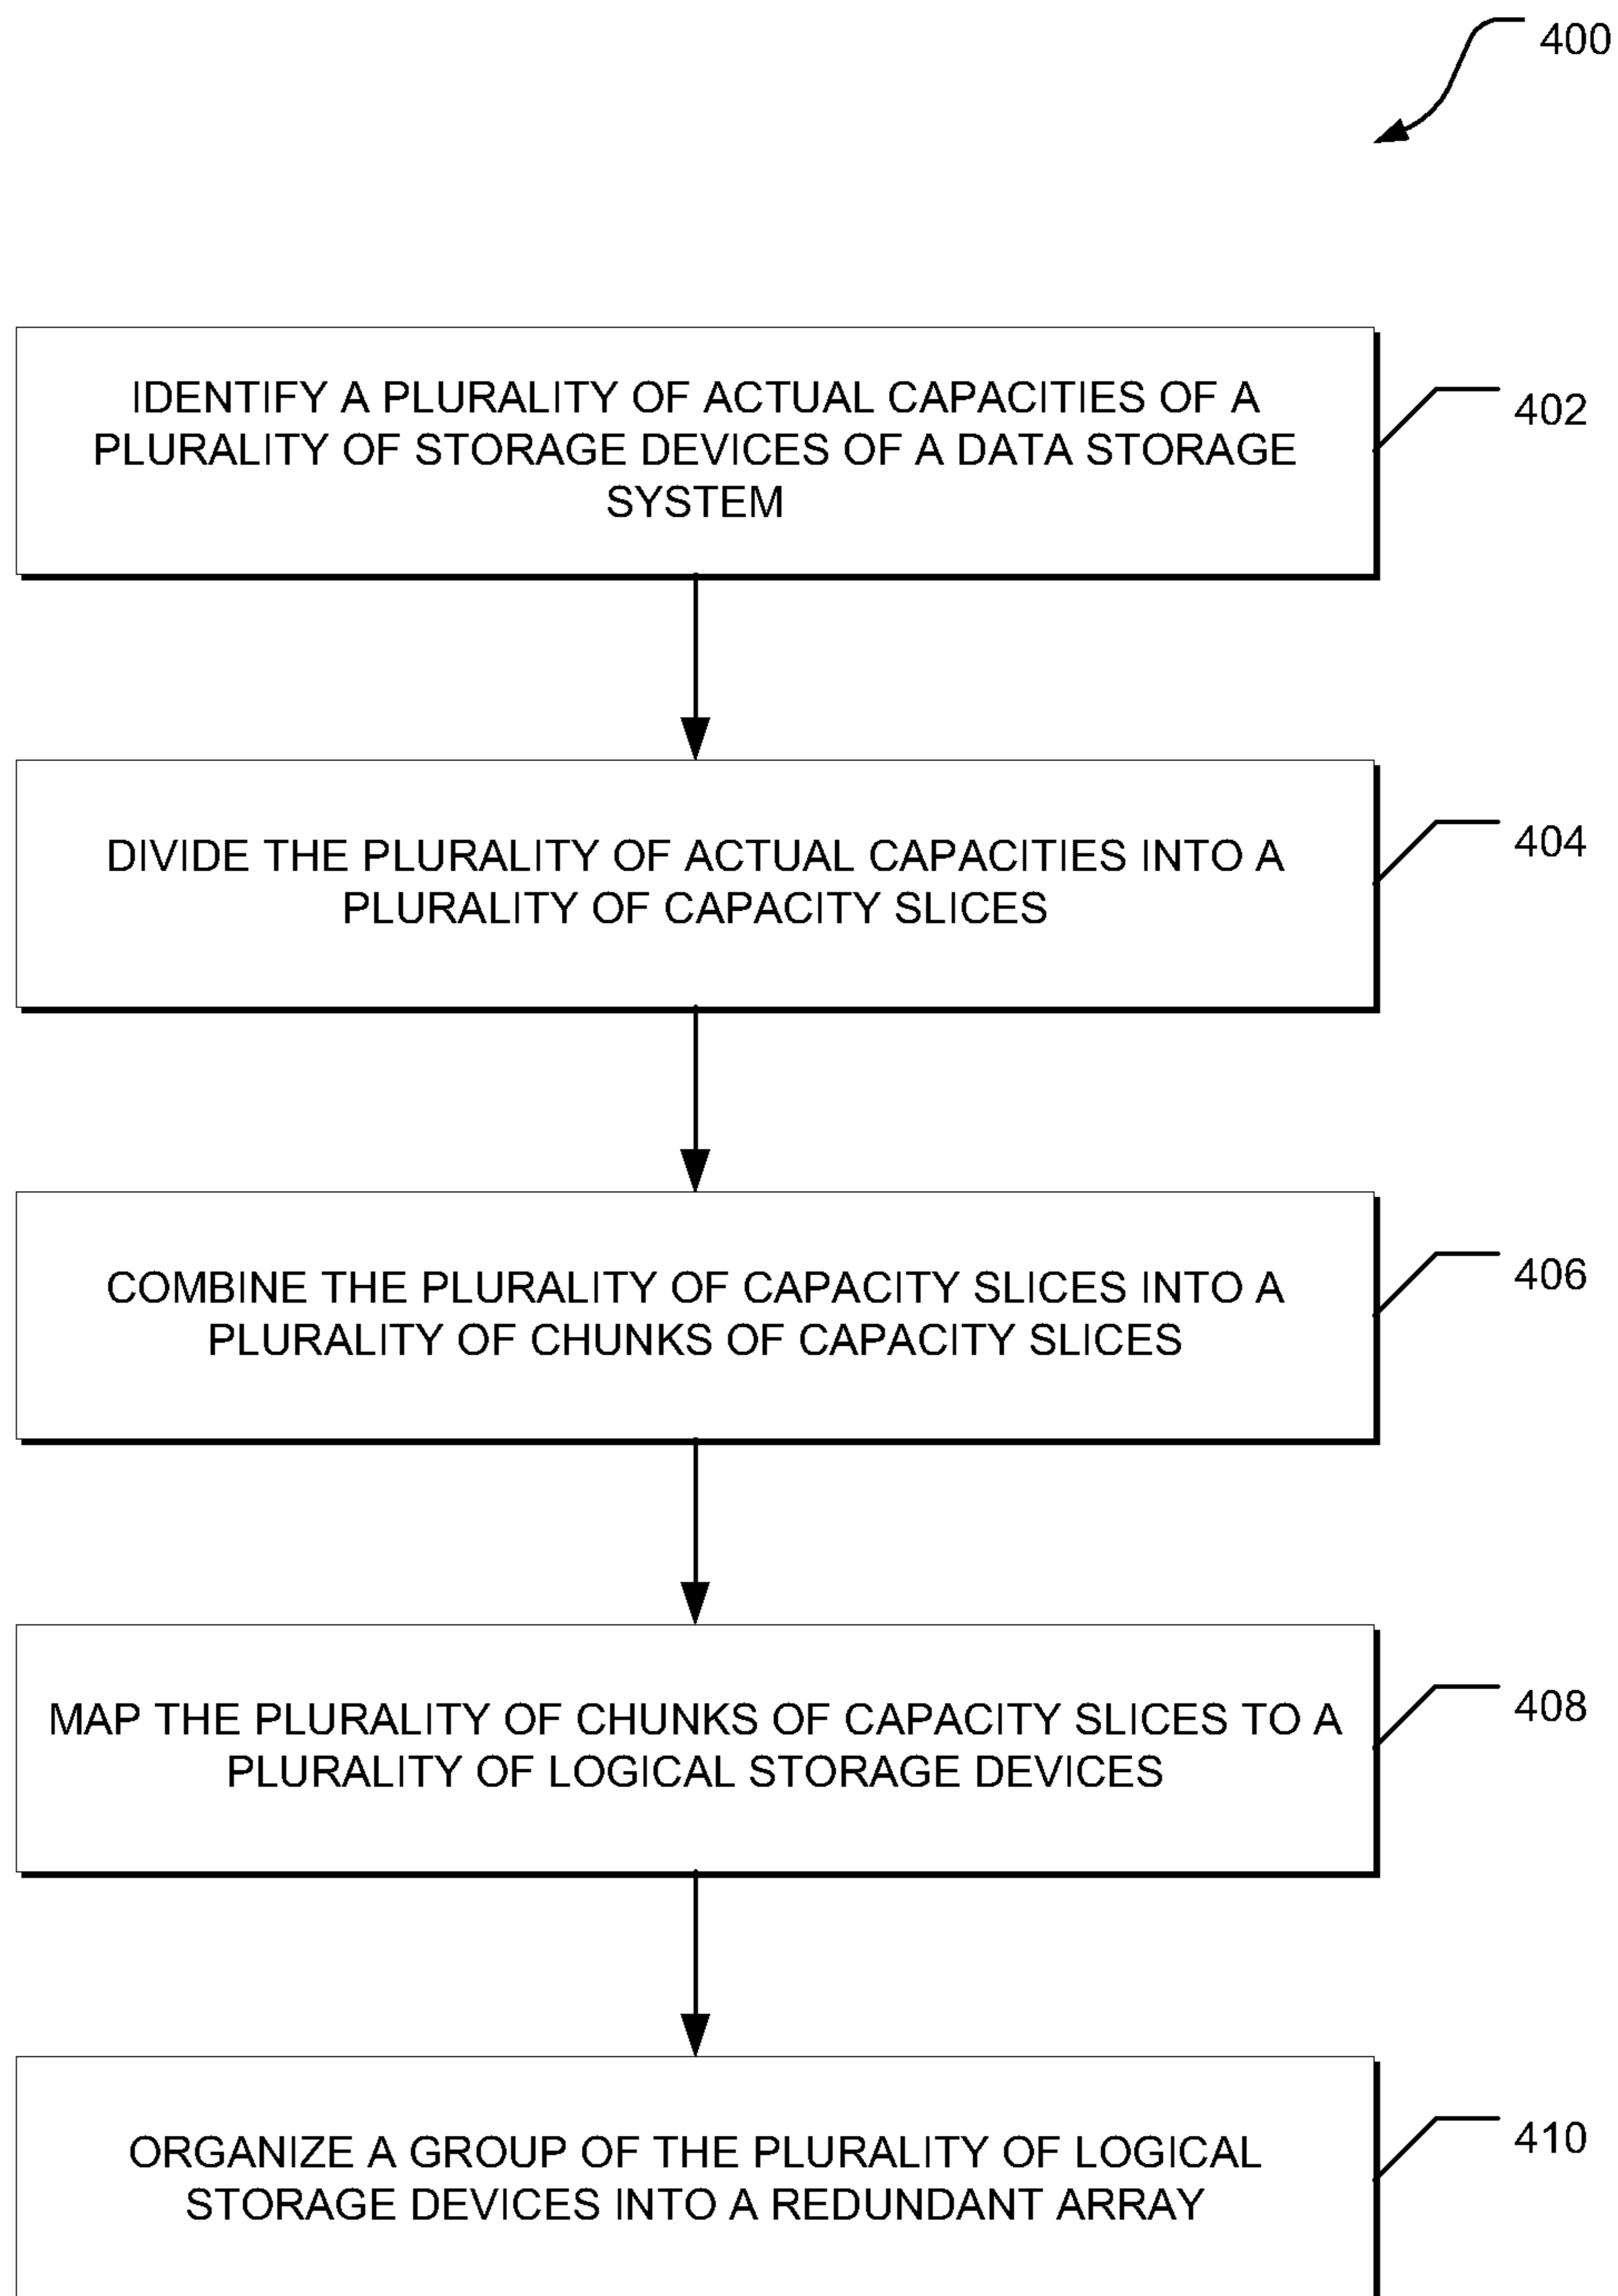 400
IDENTIFY A PLURALITY OF ACTUAL CAPACITIES OF A
PLURALITY OF STORAGE DEVICES OF A DATA STORAGE
SYSTEM
402
DIVIDE THE PLURALITY OF ACTUAL CAPACITIES INTO A
PLURALITY OF CAPACITY SLICES
404
COMBINE THE PLURALITY OF CAPACITY SLICES INTO A
PLURALITY OF CHUNKS OF CAPACITY SLICES
406
MAP THE PLURALITY OF CHUNKS OF CAPACITY SLICES TO A
PLURALITY OF LOGICAL STORAGE DEVICES
408
ORGANIZE A GROUP OF THE PLURALITY OF LOGICAL
STORAGE DEVICES INTO A REDUNDANT ARRAY
410